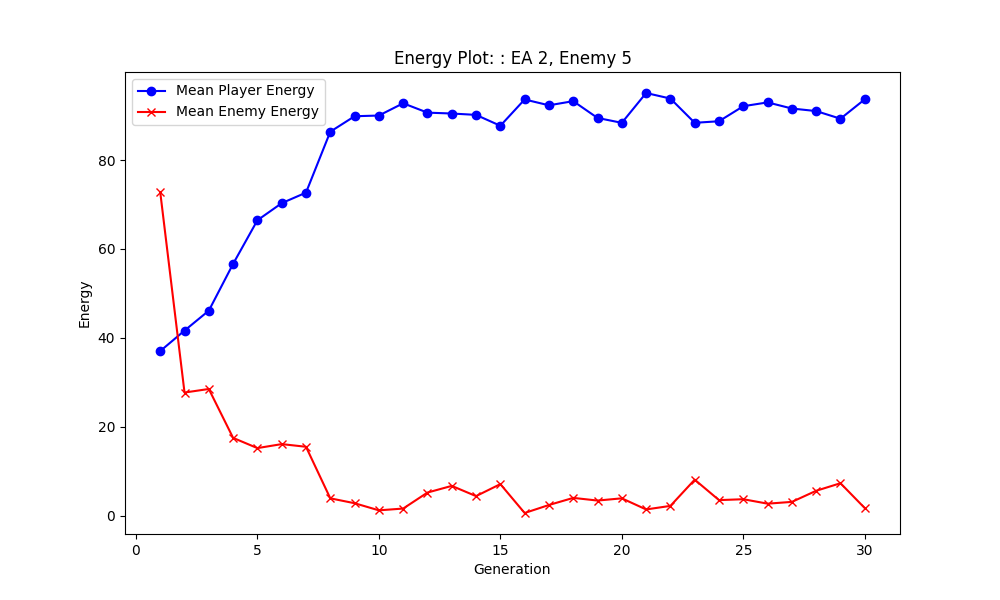 Energy Plot: : EA 2, Enemy 5
Mean Player Energy
Mean Enemy Energy
Energy
80
60
40
20
0
0 5 10 15 20 25 30
Generation